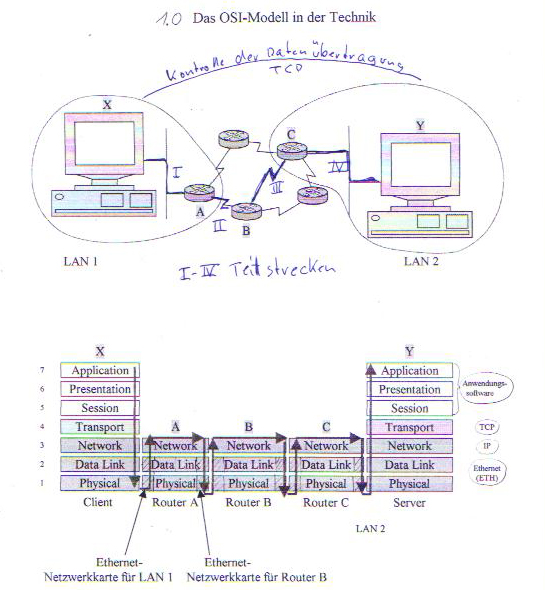 1.0 Das OSI-Modell in der Technik
Kontrolle der Datenübertragung
TCP
X
C
Y
I
IV
III
A
II
B
LAN 1
LAN 2
I-IV Teilstrecken
X
Y
7 Application
Application
6 Presentation
Presentation
Anwendungs-
software
5 Session
Session
4 Transport
A
B
C
Transport
TCP
3 Network
Network
Network
Network
Network
IP
2 Data Link
Data Link
Data Link
Data Link
Data Link
Ethernet
(ETH)
1 Physical
Physical
Physical
Physical
Physical
Client
Router A
Router B
Router C
Server
LAN 2
Ethernet-
Netzwerkkarte für LAN 1
Ethernet-
Netzwerkkarte für Router B